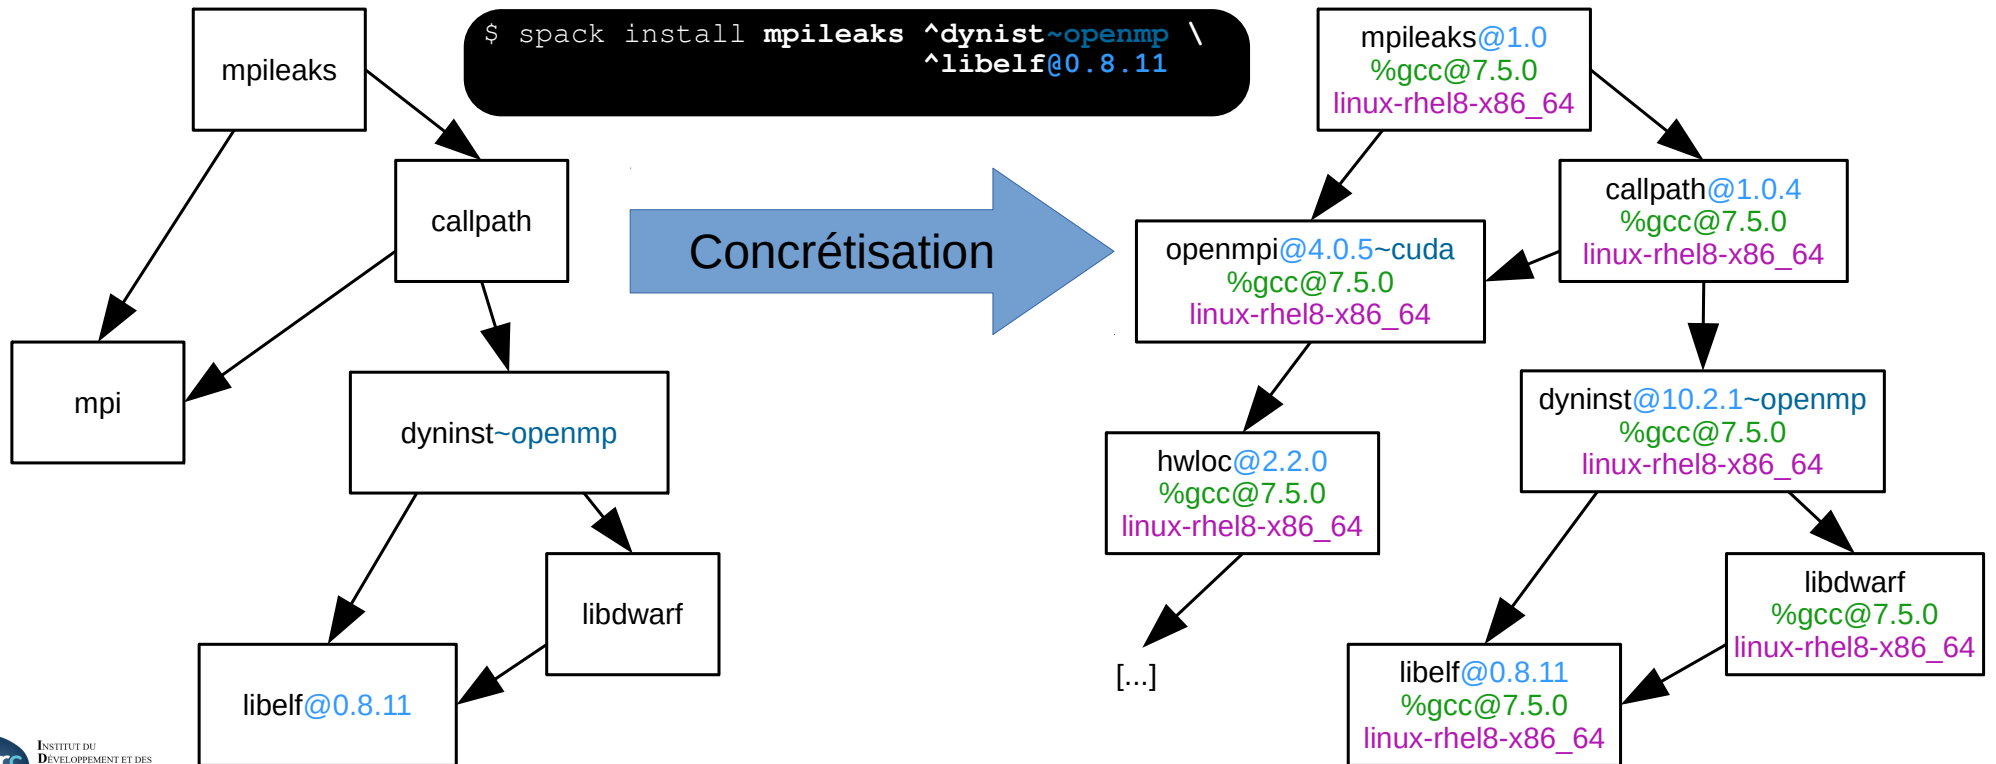 $ spack install mpileaks ^dynist~openmp \
^libelf@0.8.11
mpileaks
callpath
mpi
dyninst~openmp
libdwarf
libelf@0.8.11
Concrétisation
mpileaks@1.0
%gcc@7.5.0
linux-rhel8-x86_64
callpath@1.0.4
%gcc@7.5.0
linux-rhel8-x86_64
openmpi@4.0.5~cuda
%gcc@7.5.0
linux-rhel8-x86_64
dyninst@10.2.1~openmp
%gcc@7.5.0
linux-rhel8-x86_64
hwloc@2.2.0
%gcc@7.5.0
linux-rhel8-x86_64
libdwarf
%gcc@7.5.0
linux-rhel8-x86_64
[...]
libelf@0.8.11
%gcc@7.5.0
linux-rhel8-x86_64
INSTITUT DU
DÉVELOPPEMENT ET DES